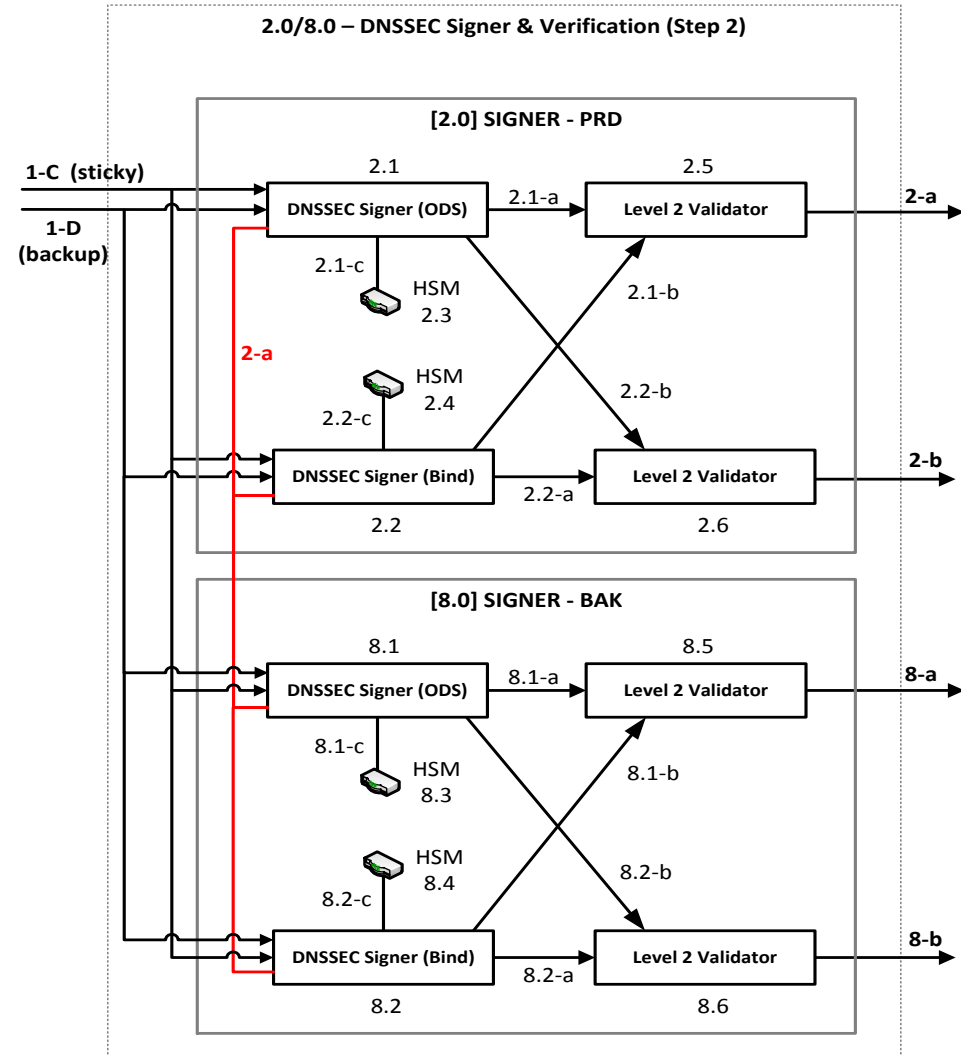 2.0/8.0 – DNSSEC Signer & Verification (Step 2)
[2.0] SIGNER - PRD
1-C (sticky)
1-D
(backup)
2.1
DNSSEC Signer (ODS)
2.1-a
2.5
Level 2 Validator
2-a
2.1-c
HSM
2.3
2.1-b
2-a
HSM
2.4
2.2-c
2.2-b
DNSSEC Signer (Bind)
2.2
2.2-a
Level 2 Validator
2.6
2-b
[8.0] SIGNER - BAK
8.1
DNSSEC Signer (ODS)
8.1-a
8.5
Level 2 Validator
8-a
8.1-c
HSM
8.3
8.1-b
HSM
8.4
8.2-c
8.2-b
DNSSEC Signer (Bind)
8.2
8.2-a
Level 2 Validator
8.6
8-b